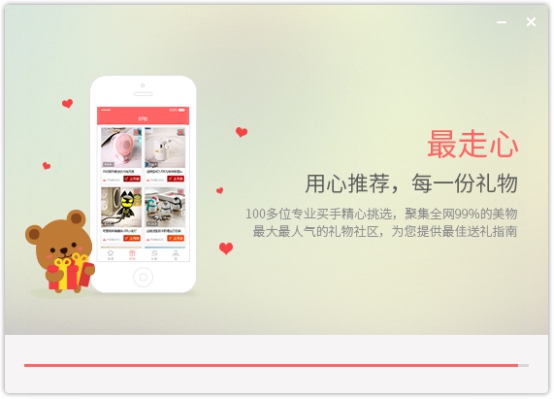 最走心
用心推荐，每一份礼物
100多位专业买手精心挑选，聚集全网99%的美物
最大最人气的礼物社区，为您提供最佳送礼指南